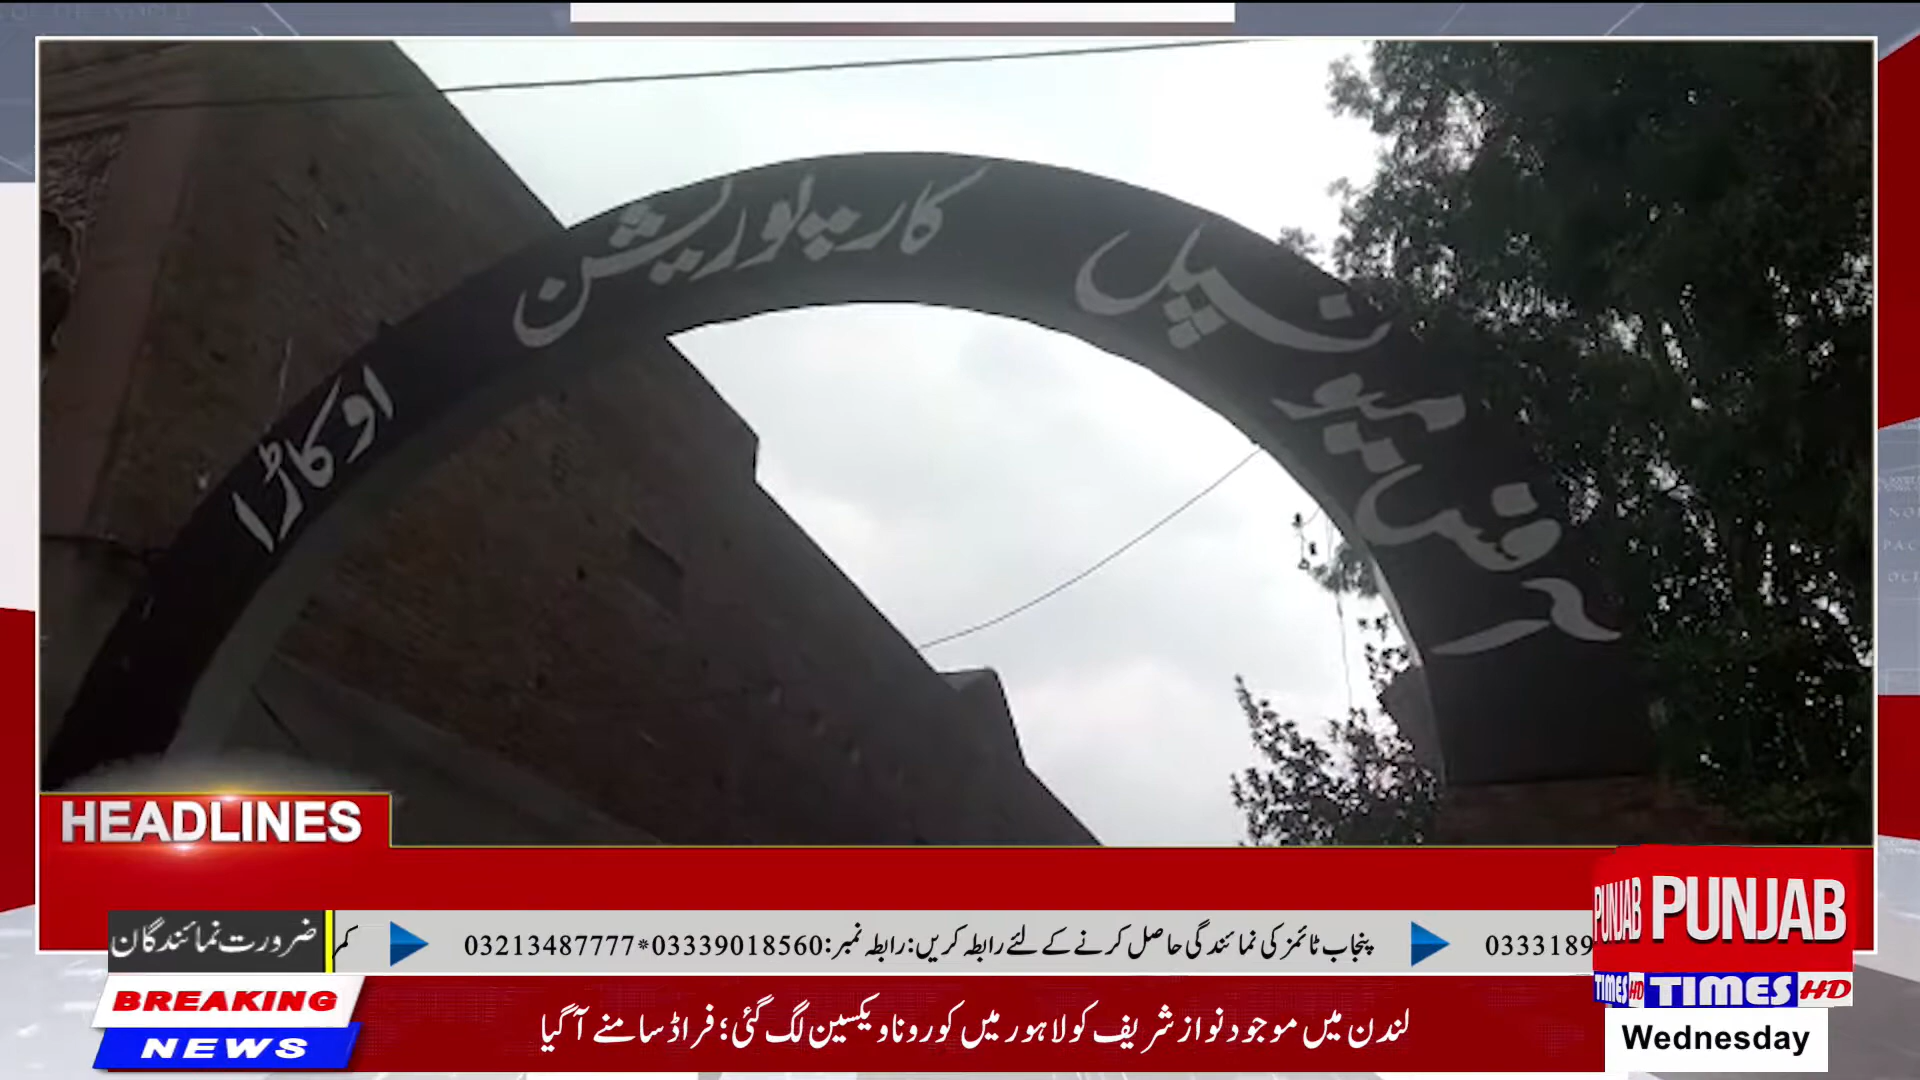 آفس میونسپل کارپوریشن اوکاڑا
HEADLINES
ضرورت نمائندگان
پنجاب ٹائمز کی نمائندگی حاصل کرنے کے لئے رابطہ کریں: رابطہ نمبر: 03339018560*03213487777
0333189
PUNJAB PUNJAB
TIMES HD TIMES HD
BREAKING
NEWS
لندن میں موجود نواز شریف کو لاہور میں کورونا ویکسین لگ گئی؛ فراڈ سامنے آگیا
Wednesday